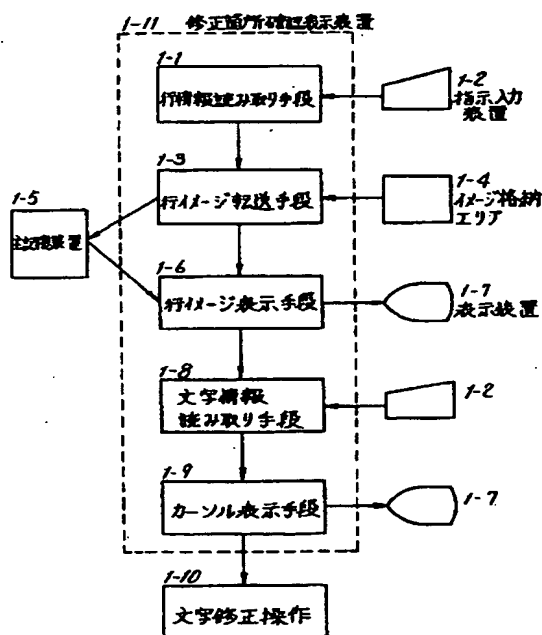 1-11 修正箇所確認表示装置
1-1
行情報読み取り手段
1-2
指示入力
装置
1-3
行イメージ転送手段
1-4
イメージ格納
エリア
1-5
主記憶装置
1-6
行イメージ表示手段
1-7
表示装置
1-8
文字情報
読み取り手段
1-2
1-9
カーソル表示手段
1-7
1-10
文字修正操作